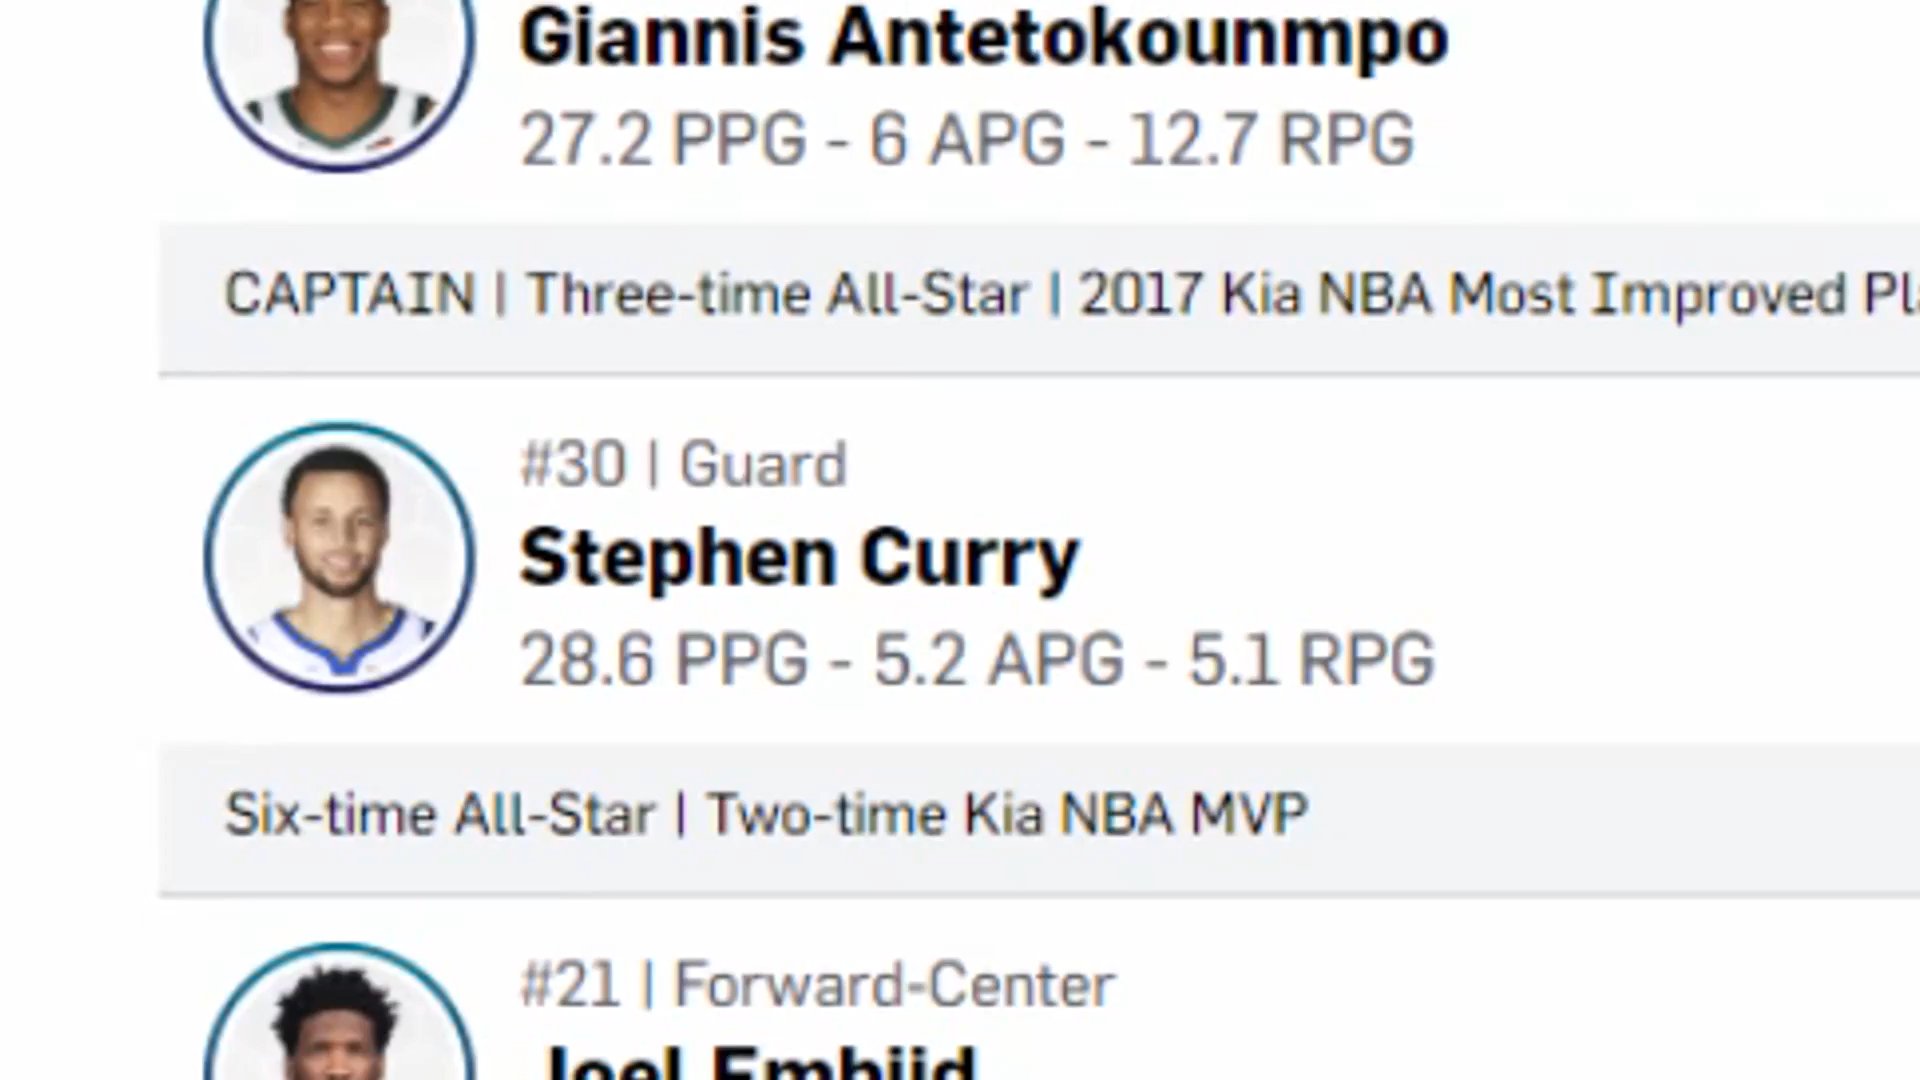 Giannis Antetokounmpo
27.2 PPG - 6 APG - 12.7 RPG
CAPTAIN | Three-time All-Star | 2017 Kia NBA Most Improved
#30 | Guard
Stephen Curry
28.6 PPG - 5.2 APG - 5.1 RPG
Six-time All-Star | Two-time Kia NBA MVP
#21 | Forward-Center
Joel Embiid